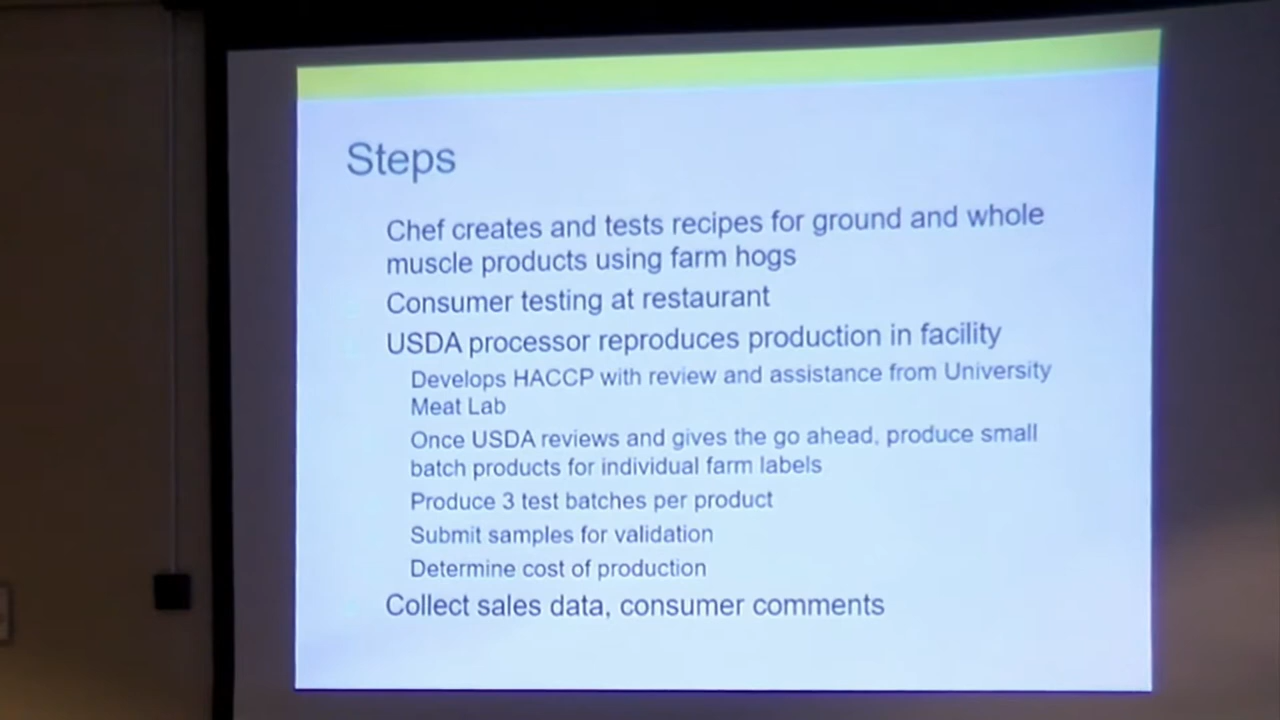 Steps
Chef creates and tests recipes for ground and whole
muscle products using farm hogs
Consumer testing at restaurant
USDA processor reproduces production in facility
Develops HACCP with review and assistance from University
Meat Lab
Once USDA reviews and gives the go ahead, produce small
batch products for individual farm labels
Produce 3 test batches per product
Submit samples for validation
Determine cost of production
Collect sales data, consumer comments